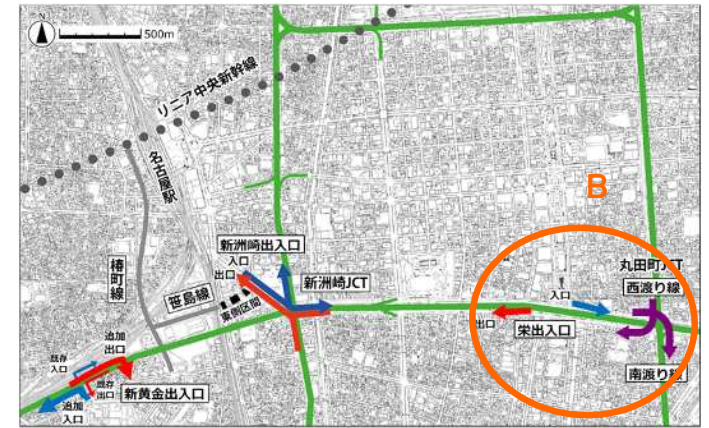 N
500m
リニア中央新幹線
名古屋駅
B
椿町線
笹島線
新洲崎出入口
入口
出口
新洲崎JCT
東側区間
丸田町JCT
西渡り線
入口
出口
栄出入口
南渡り線
追加
出口
既存
入口
既存
出口
新黄金出入口
追加
入口